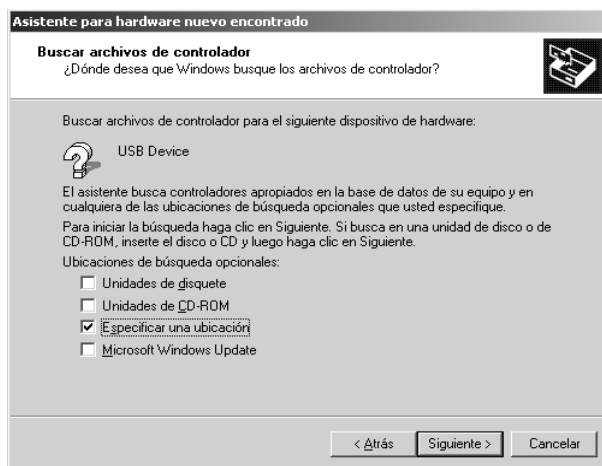 Asistente para hardware nuevo encontrado
Buscar archivos de controlador
¿Dónde desea que Windows busque los archivos de controlador?
Buscar archivos de controlador para el siguiente dispositivo de hardware:
USB Device
El asistente busca controladores apropiados en la base de datos de su equipo y en
cualquiera de las ubicaciones de búsqueda opcionales que usted especifique.
Para iniciar la búsqueda haga clic en Siguiente. Si busca en una unidad de disco o de
CD-ROM, inserte el disco o CD y luego haga clic en Siguiente.
Ubicaciones de búsqueda opcionales:
Unidades de disquete
Unidades de CD-ROM
Especificar una ubicación
Microsoft Windows Update
< Atrás
Siguiente >
Cancelar